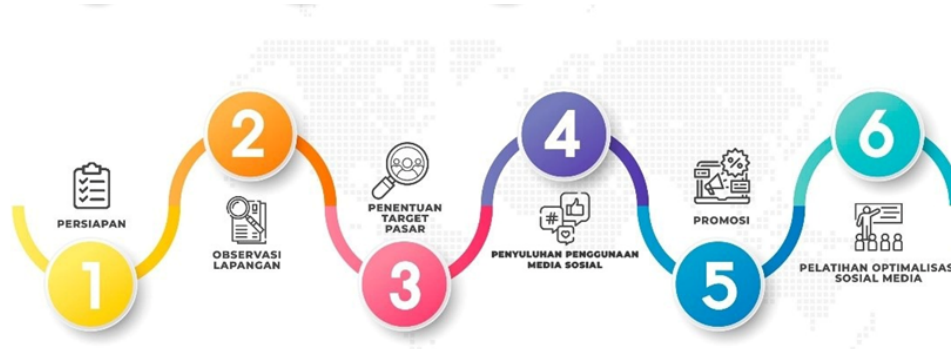 1
PERSIAPAN
2
OBSERVASI
LAPANGAN
3
PENENTUAN
TARGET
PASAR
4
#
PENYULUHAN PENGGUNAAN
MEDIA SOSIAL
5
%
PROMOSI
6
PELATIHAN OPTIMALISAS
SOSIAL MEDIA